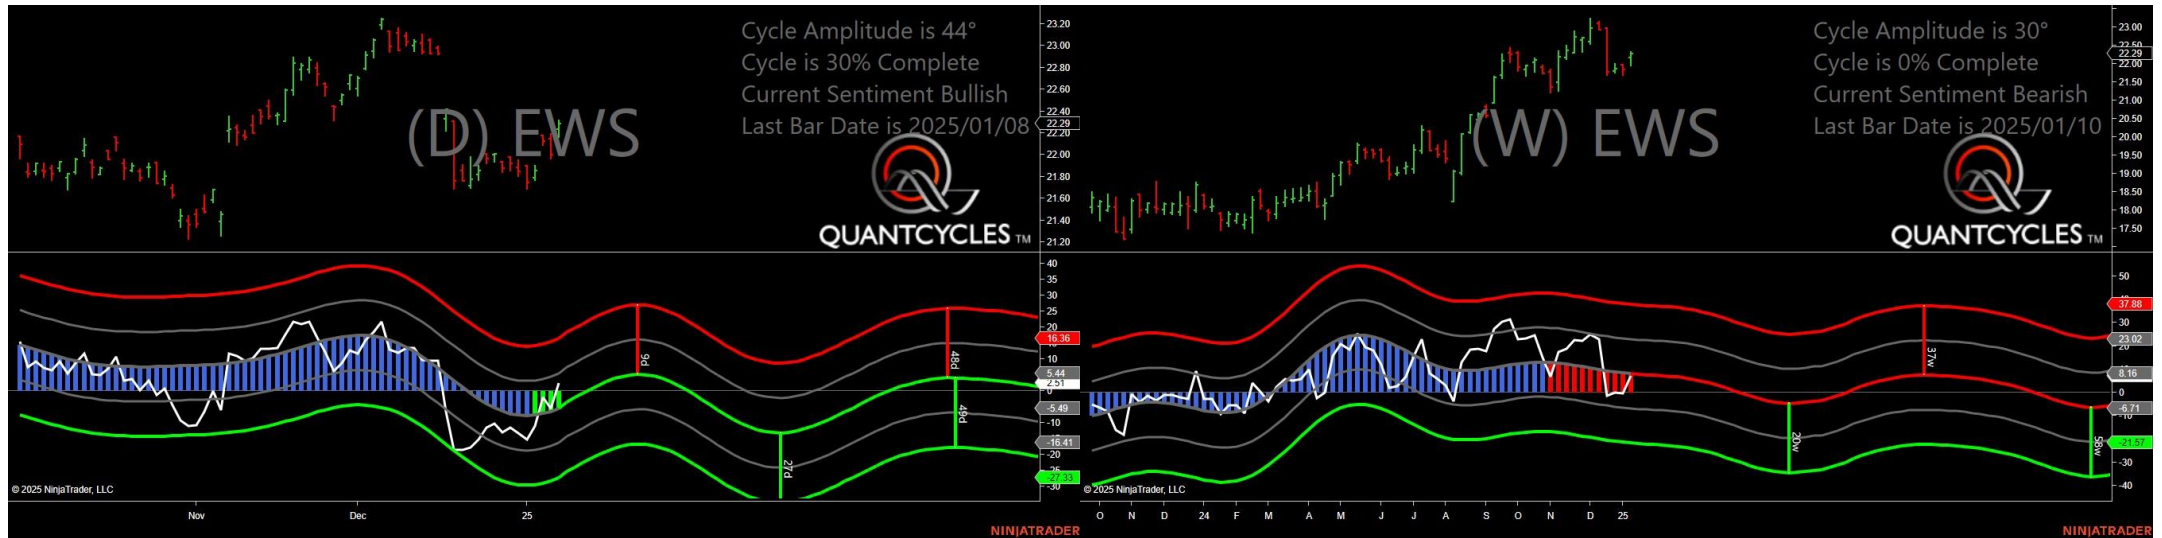 Cycle Amplitude is 44°
Cycle is 30% Complete
Current Sentiment Bullish
Last Bar Date is 2025/01/08
(D) EWS
QUANTCYCLES TM
23.20
23.00
22.80
22.60
22.40
22.29
22.20
22.00
21.80
21.60
21.40
21.20
40
35
30
25
20
16.36
10
5.44
2.51
0
-5.49
-10
-16.41
-20
-27.33
-30
9d
27d
48d
49d
© 2025 NinjaTrader, LLC
Nov
Dec
25
NINJATRADER
Cycle Amplitude is 30°
Cycle is 0% Complete
Current Sentiment Bearish
Last Bar Date is 2025/01/10
(W) EWS
QUANTCYCLES TM
23.00
22.50
22.29
22.00
21.50
21.00
20.50
20.00
19.50
19.00
18.50
18.00
17.50
50
37.88
30
23.02
20
8.16
0
-6.71
-10
-21.57
-30
-40
37w
20w
58w
© 2025 NinjaTrader, LLC
O N D 24 F M A M J J A S O N D 25
NINJATRADER